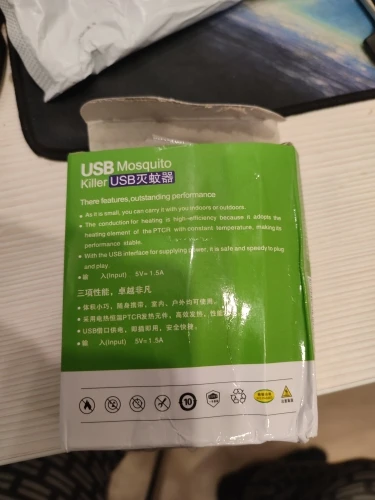 USB Mosquito
Killer USB灭蚊器
There features,outstanding performance
● As it is small, you can carry it with you indoors at outdoors.
● The conduction for heating is high-efficiency because it adopts the
heating element of the PTCR with constant temperature, making its
performance stable.
● With the USB interface for supplying power, it is safe and speedy to plug
and play.
● 输 入(Input) 5V=1.5A
三项性能，卓越非凡
● 体积小巧，随身携带，室内、户外均可使用。
● 采用电热恒温PTCR发热元件，高效发热，性能
● USB借口供电，即插即用，安全快捷。
● 输 入(Input) 5V=1.5A
10